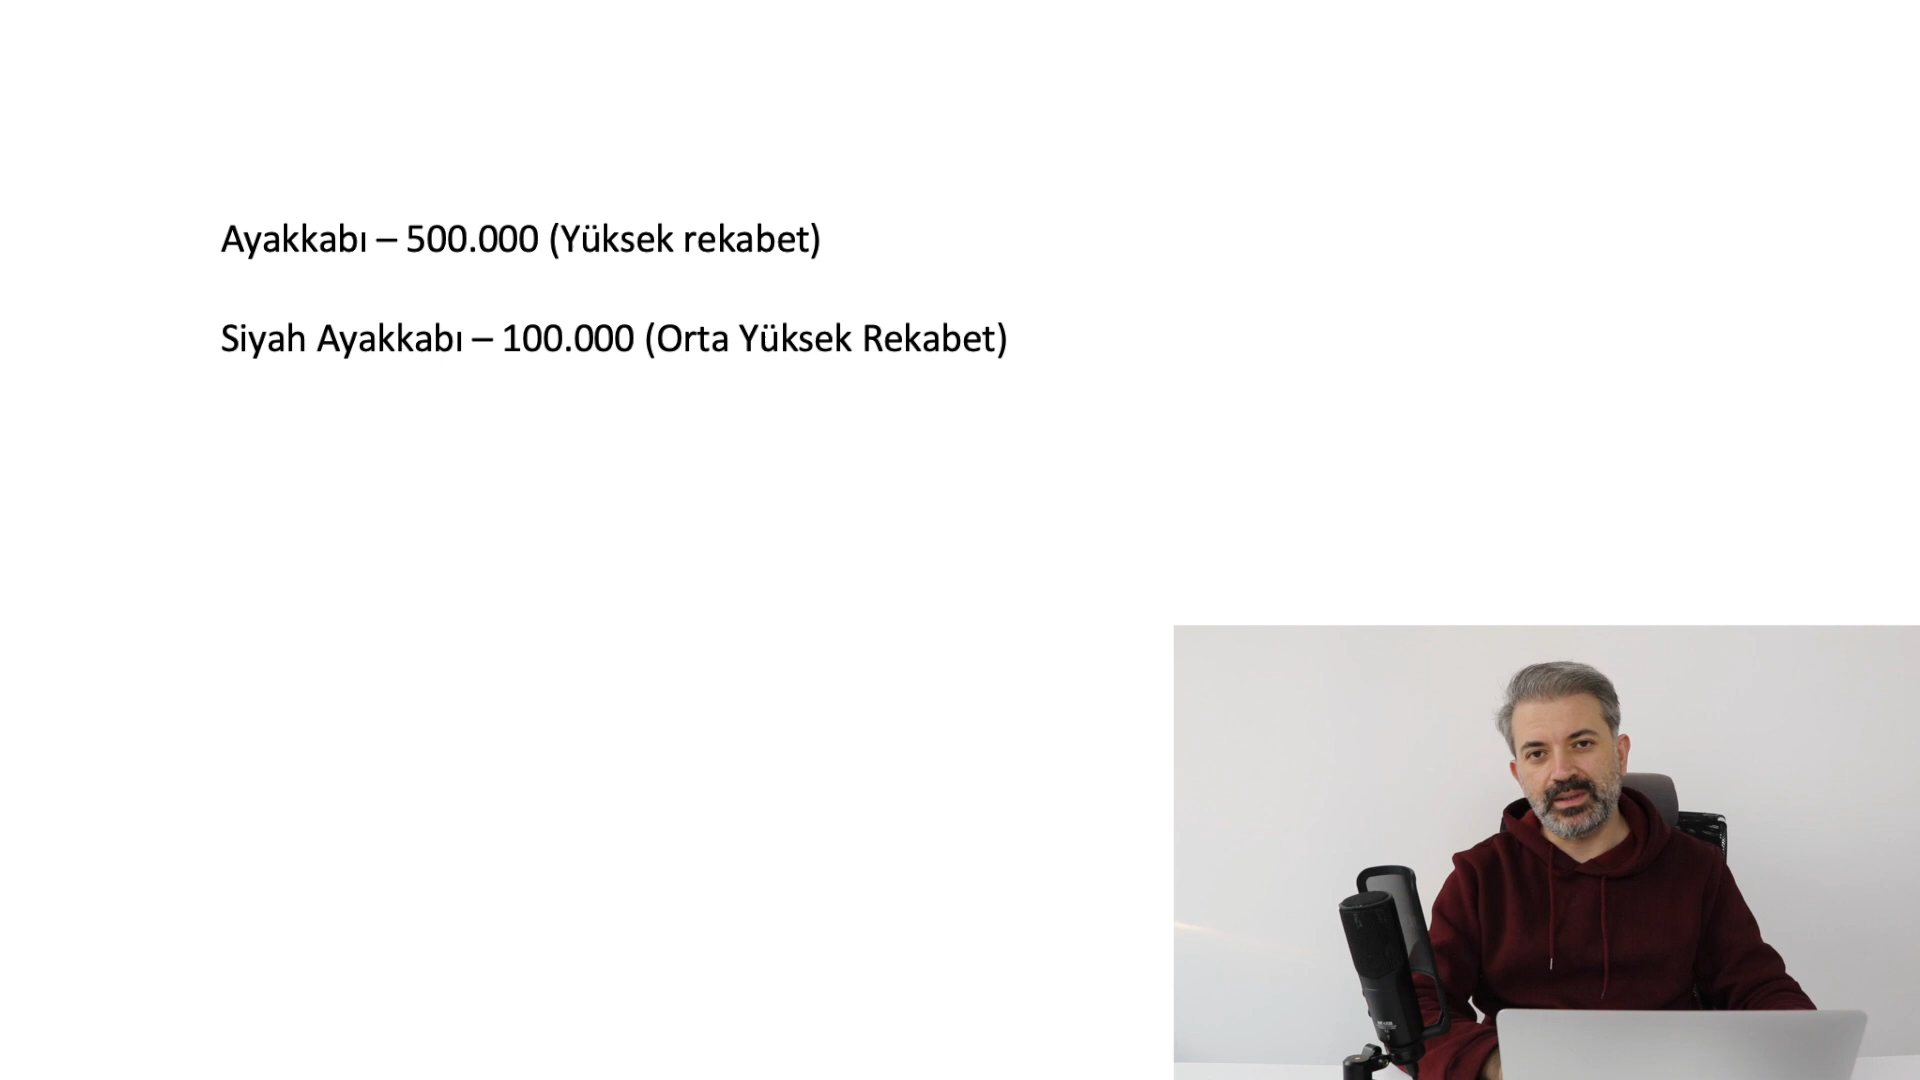 Ayakkabı – 500.000 (Yüksek rekabet)
Siyah Ayakkabı – 100.000 (Orta Yüksek Rekabet)